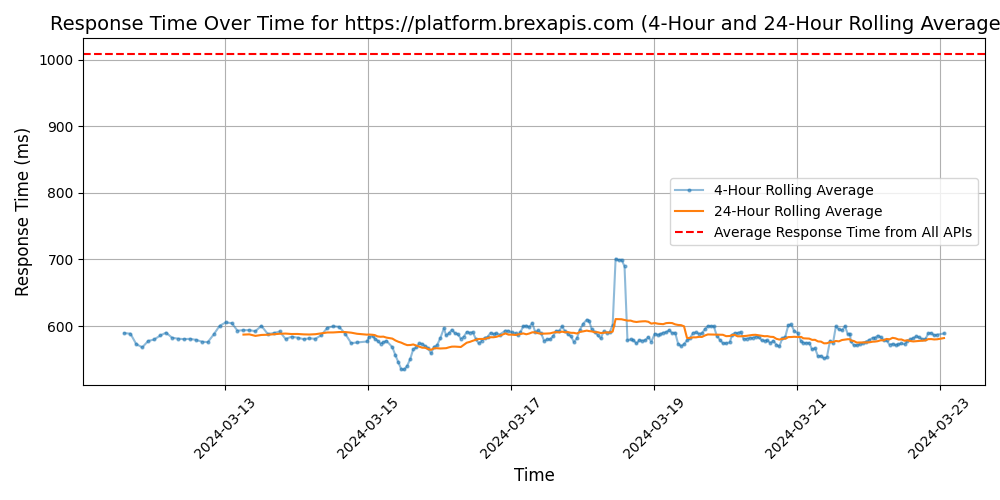 Response Time Over Time for https://platform.brexapis.com (4-Hour and 24-Hour Rolling Average
Response Time (ms)
1000
900
800
700
600
4-Hour Rolling Average
24-Hour Rolling Average
Average Response Time from All APIs
2024-03-13
2024-03-15
2024-03-17
2024-03-19
2024-03-21
2024-03-23
Time